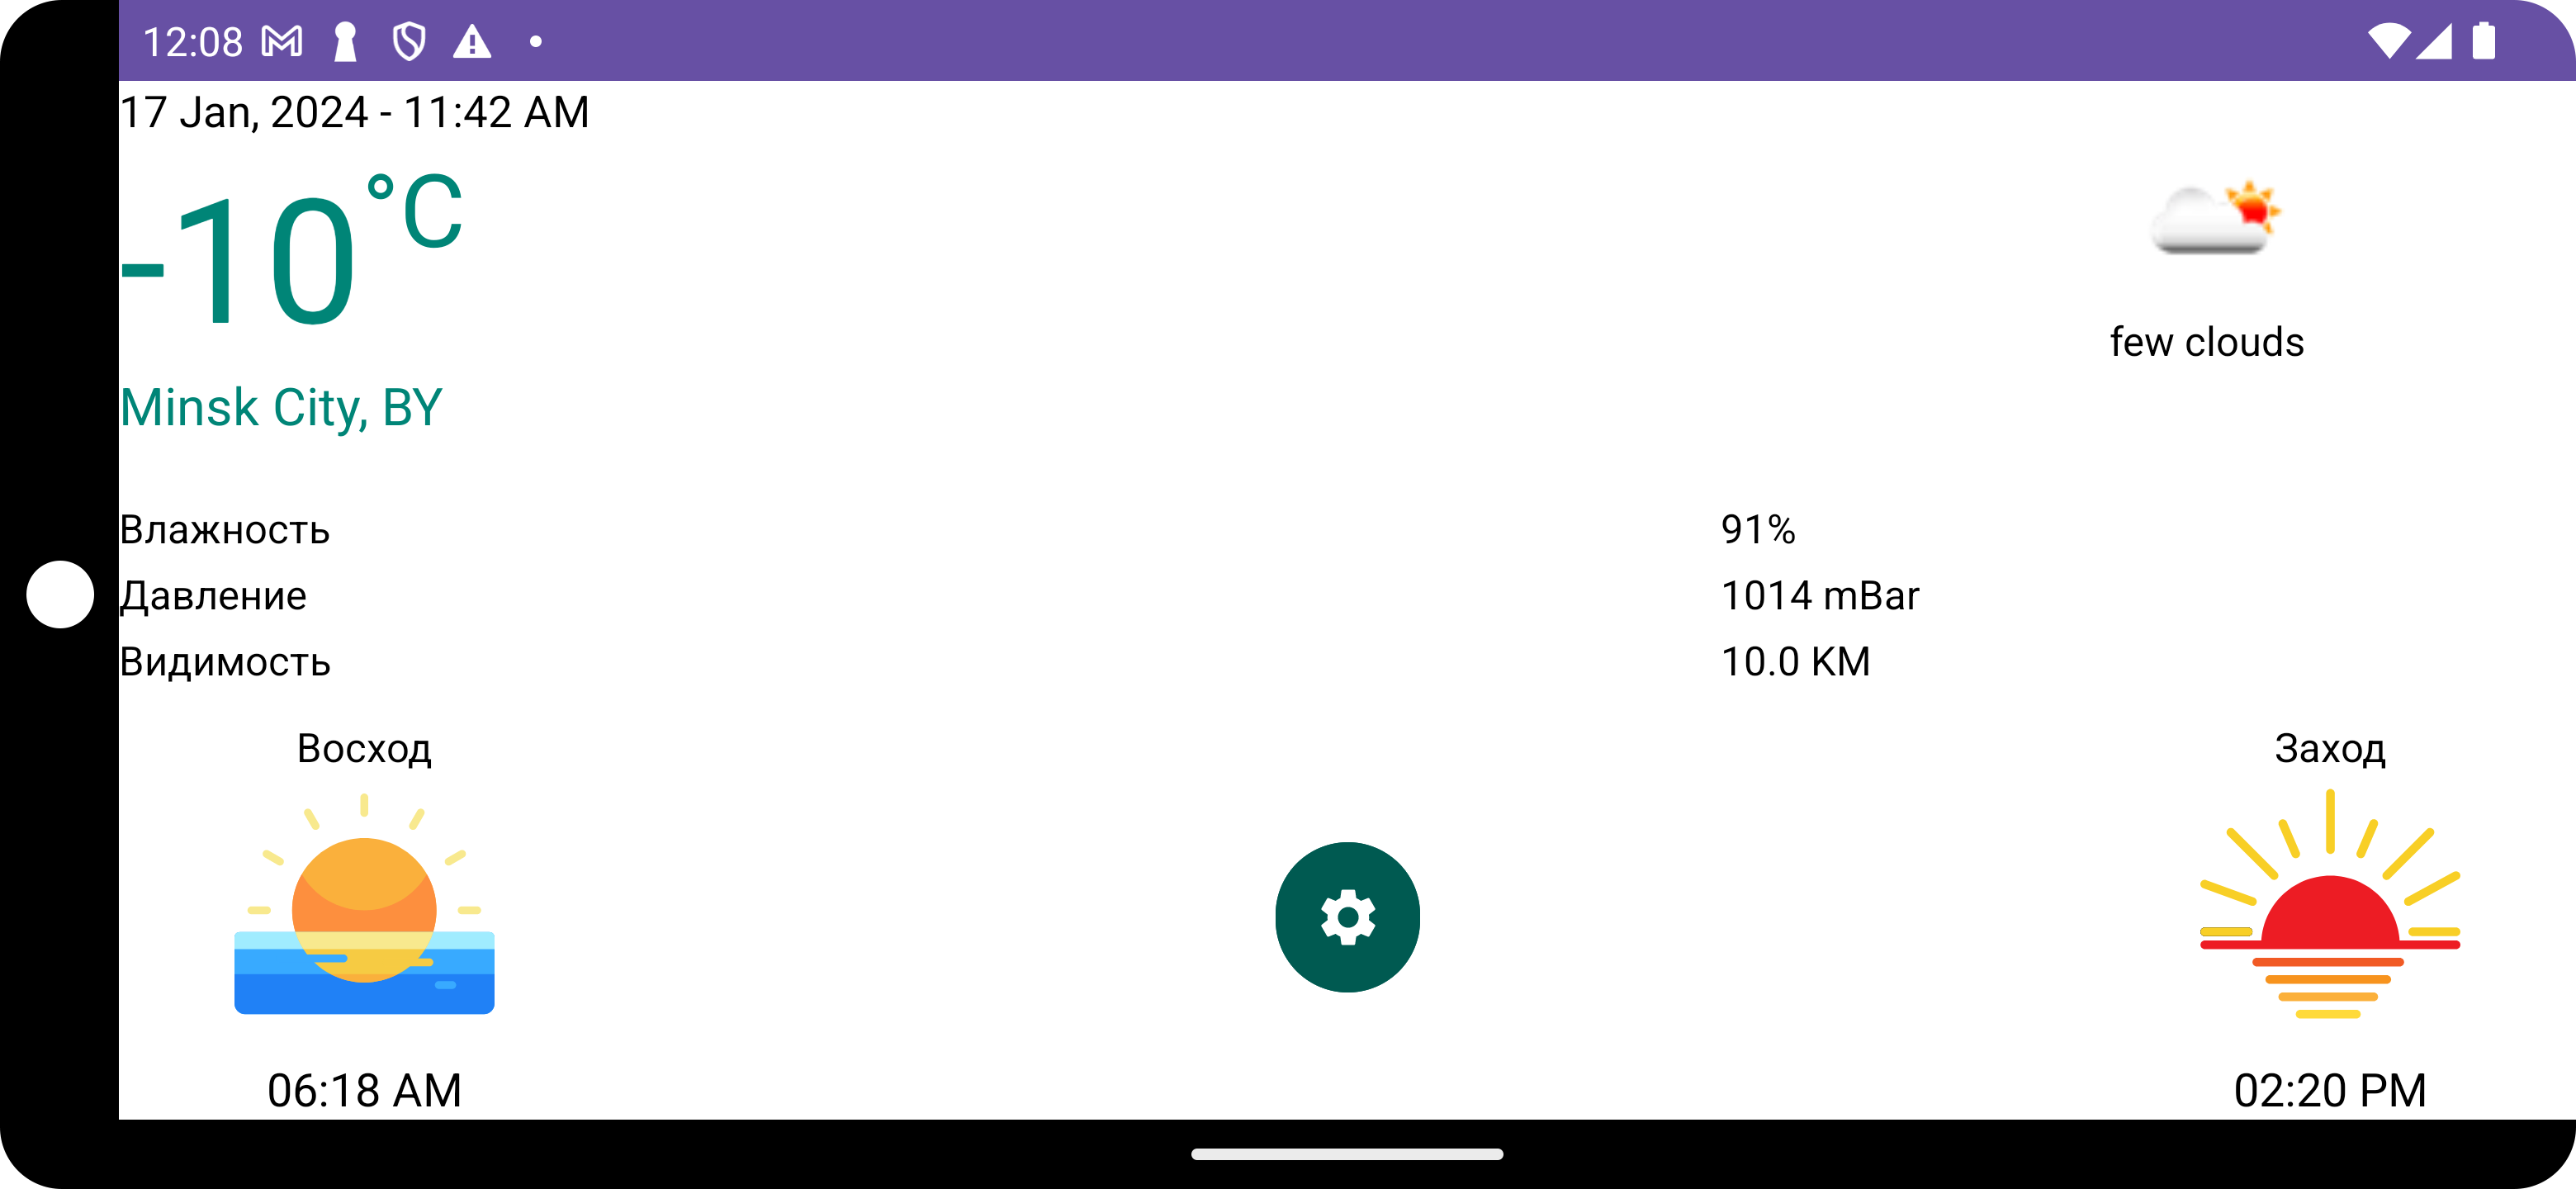 12:08
17 Jan, 2024 - 11:42 AM
-10°C
few clouds
Minsk City, BY
Влажность 91%
Давление 1014 mBar
Видимость 10.0 KM
Восход Заход
06:18 AM 02:20 PM